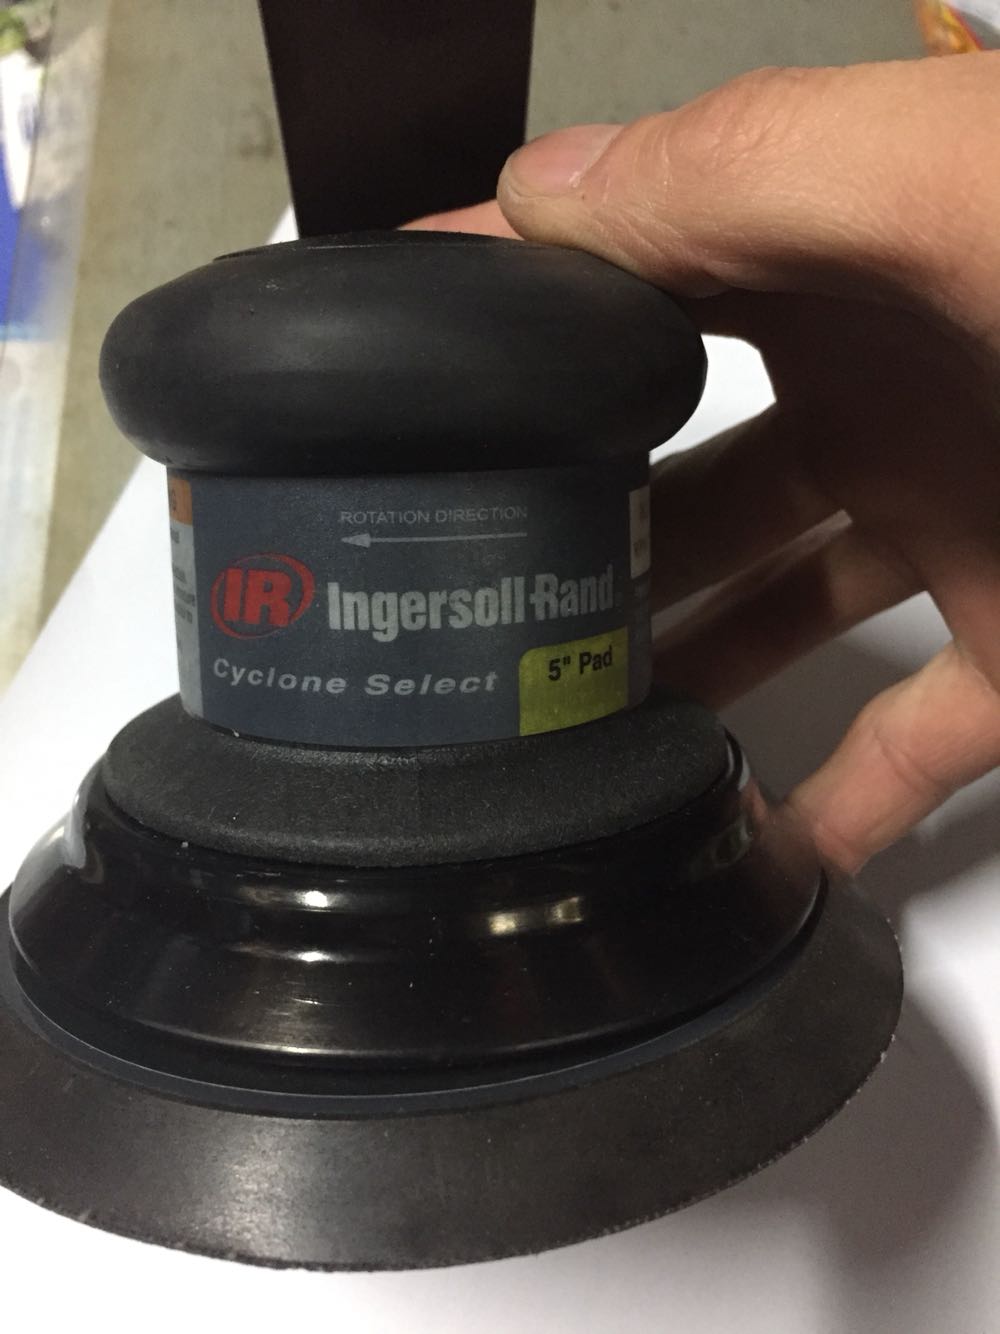 ROTATION DIRECTION
IR Ingersoll Rand
Cyclone Select
5" Pad